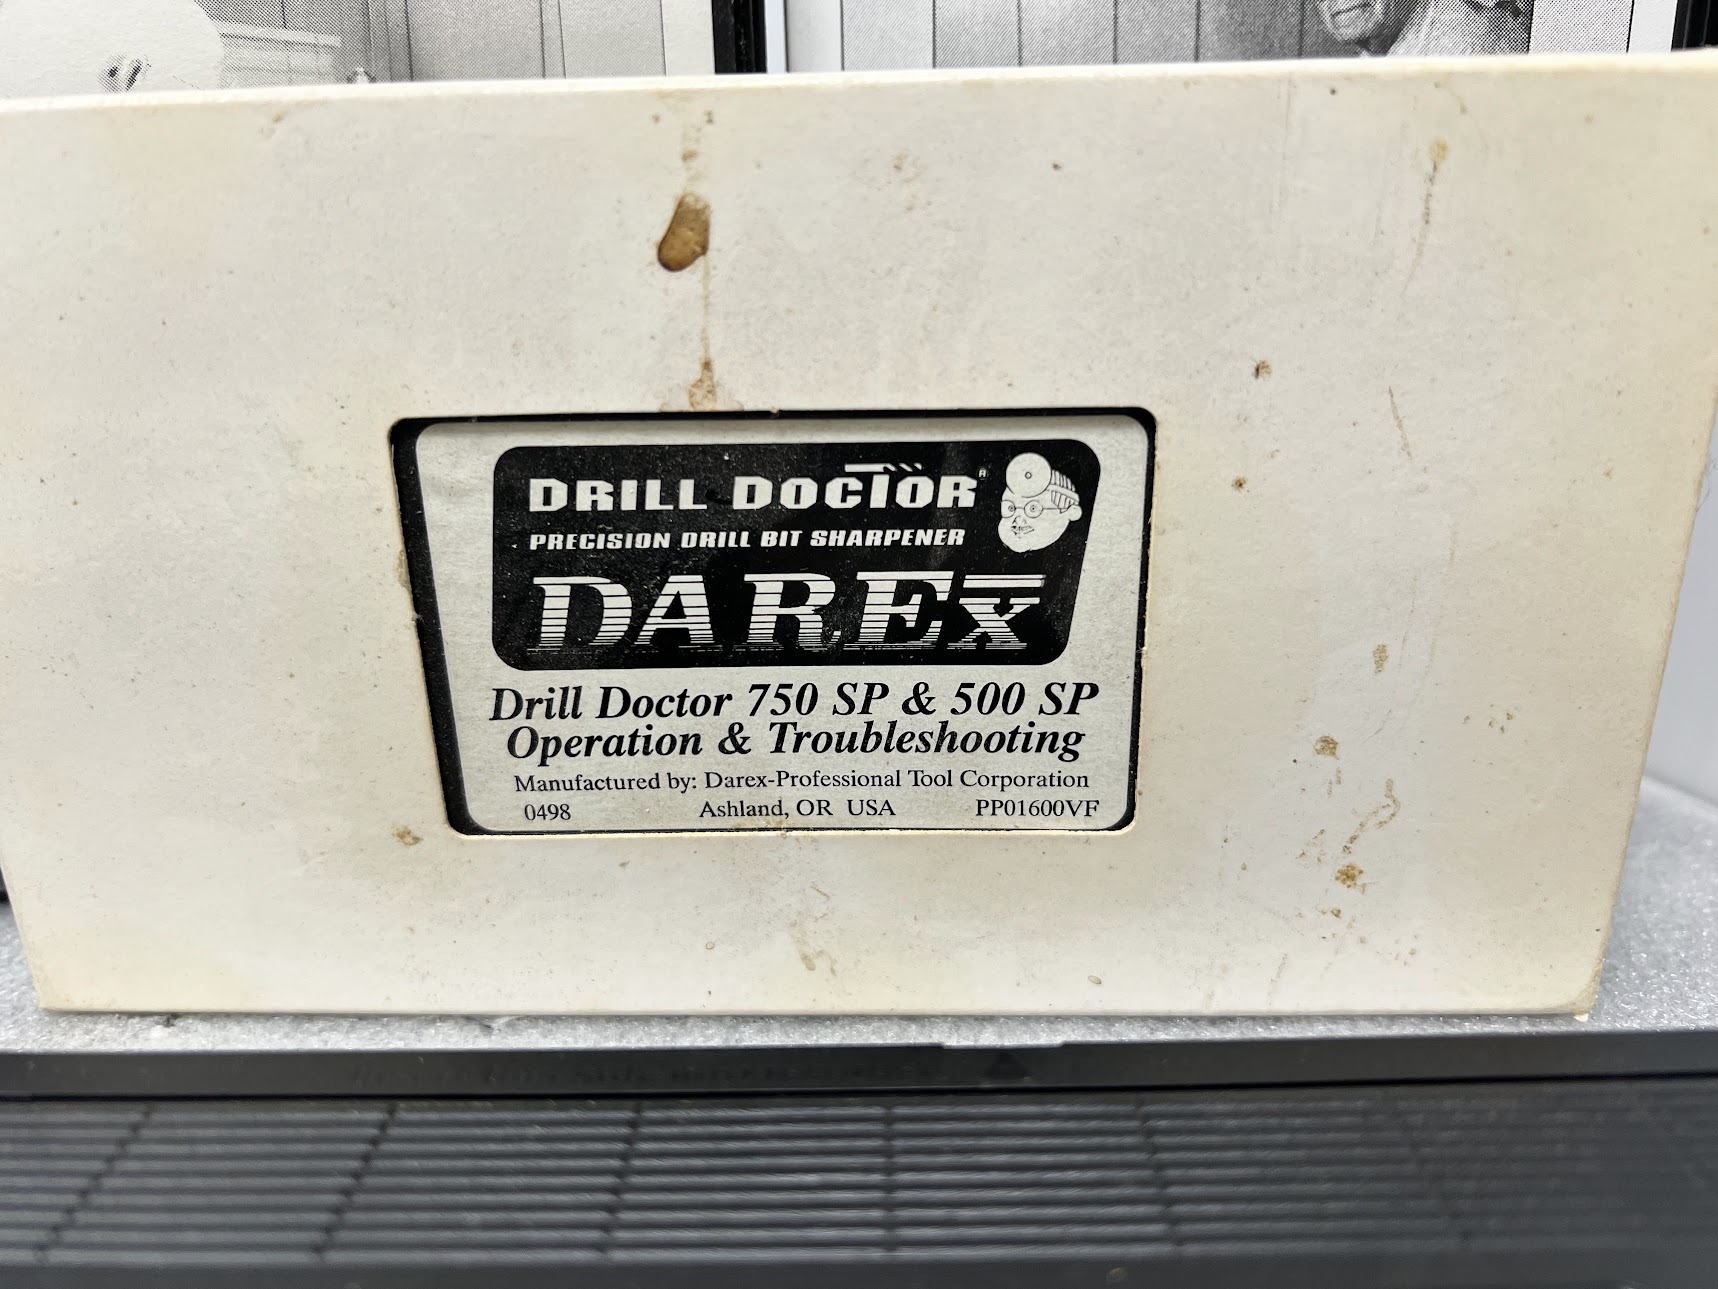 DRILL DOCTOR ®
PRECISION DRILL BIT SHARPENER
DAREX
Drill Doctor 750 SP & 500 SP
Operation & Troubleshooting
Manufactured by: Darex-Professional Tool Corporation
0498 Ashland, OR USA PP01600VF